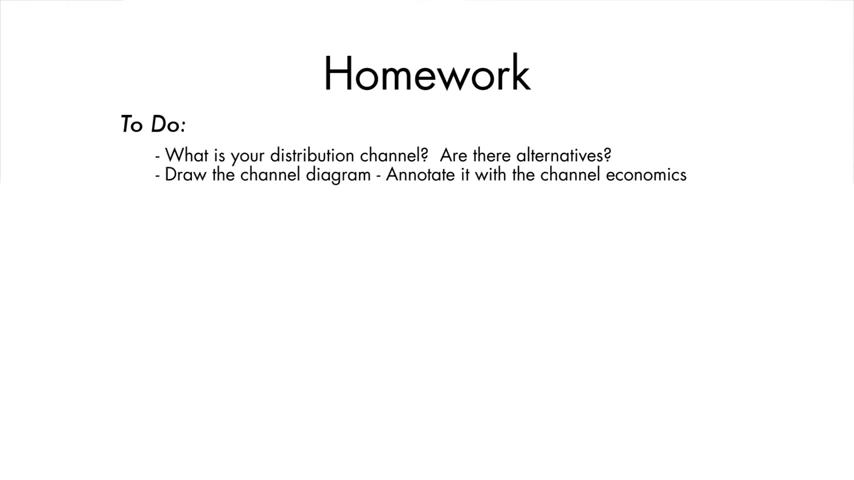 Homework
To Do:
- What is your distribution channel?  Are there alternatives?
- Draw the channel diagram - Annotate it with the channel economics